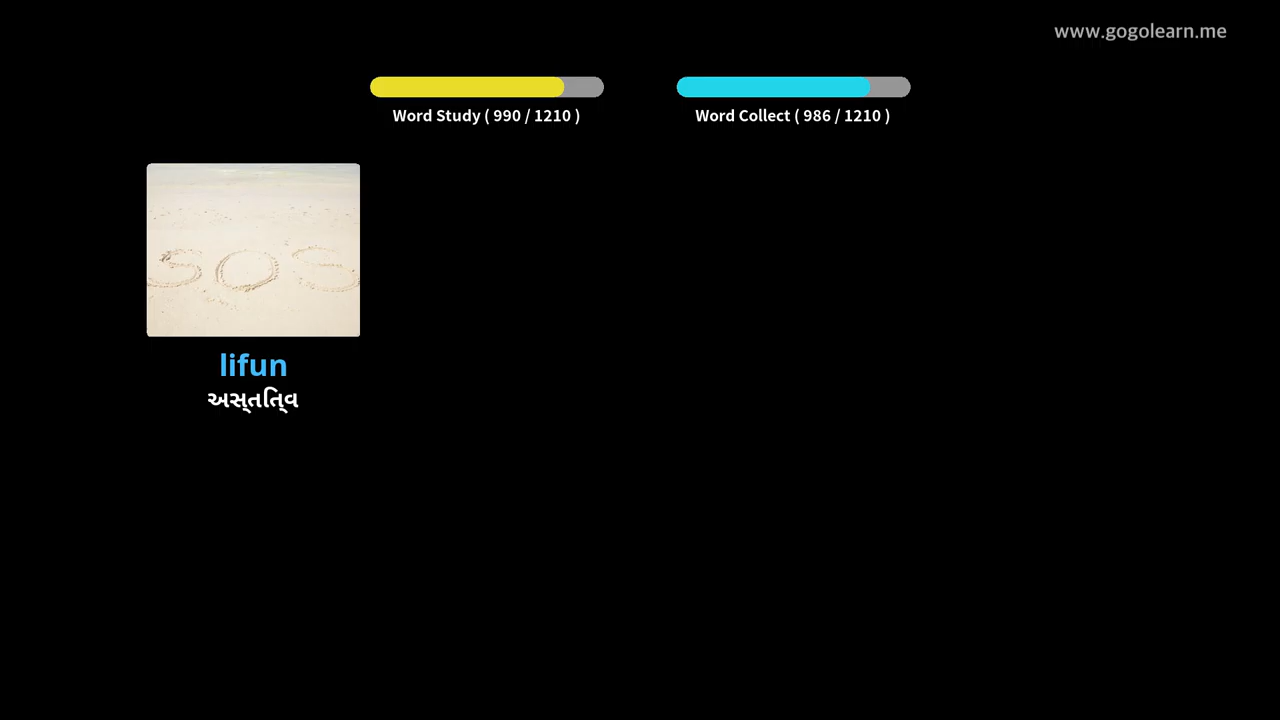 www.gogolearn.me
Word Study ( 990 / 1210 )
Word Collect ( 986 / 1210 )
SOS
lifun
અસ્તિત્વ